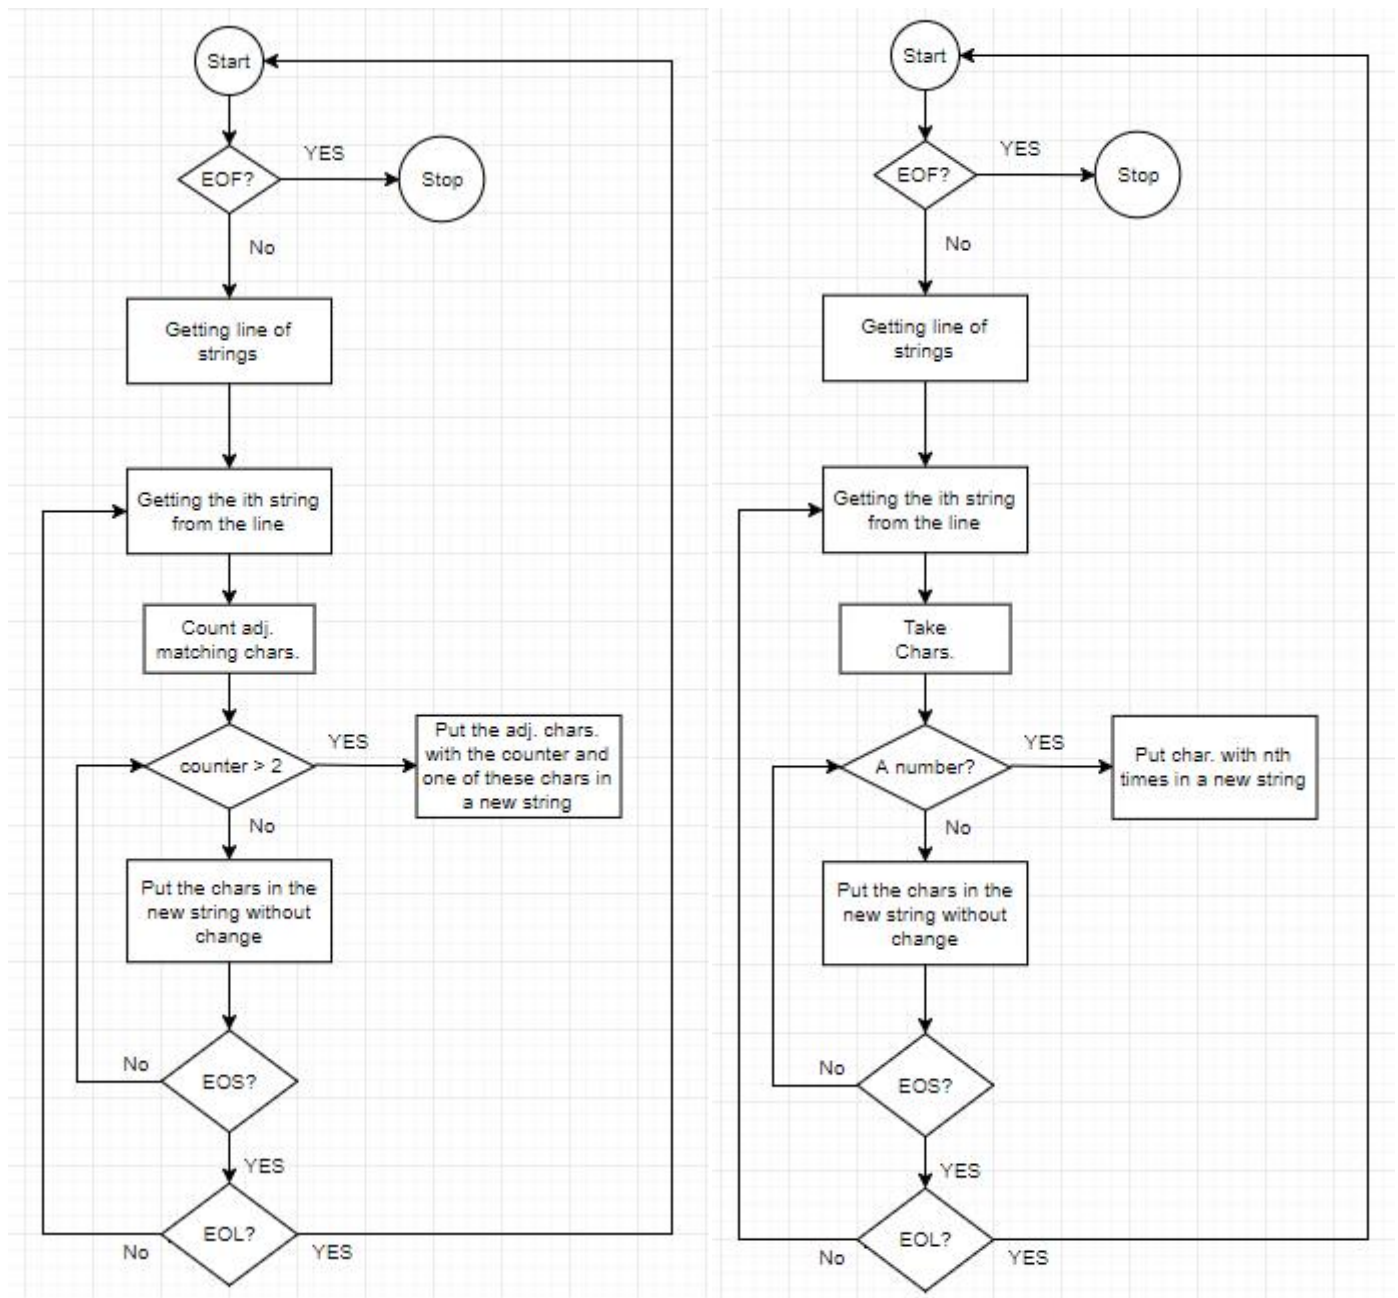 Start
EOF?
YES
Stop
No
Getting line of
strings
Getting the ith string
from the line
Count adj.
matching chars.
counter > 2
YES
Put the adj. chars.
with the counter and
one of these chars in
a new string
No
Put the chars in the
new string without
change
EOS?
No
YES
EOL?
No
YES
Start
EOF?
YES
Stop
No
Getting line of
strings
Getting the ith string
from the line
Take
Chars.
A number?
YES
Put char. with nth
times in a new string
No
Put the chars in the
new string without
change
EOS?
No
YES
EOL?
No
YES